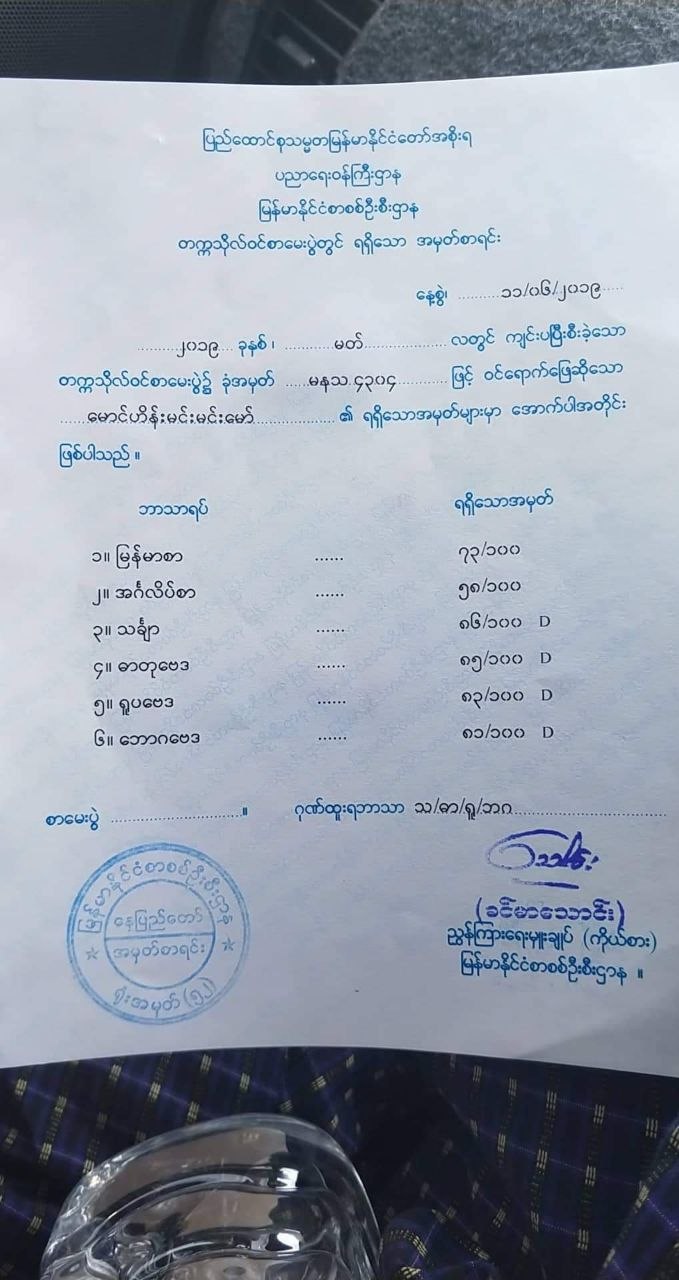 ပြည်ထောင်စုသမ္မတမြန်မာနိုင်ငံတော်အစိုးရ
ပညာရေးဝန်ကြီးဌာန
မြန်မာနိုင်ငံစာစစ်ဦးစီးဌာန
တက္ကသိုလ်ဝင်စာမေးပွဲတွင် ရရှိသော အမှတ်စာရင်း
နေ့စွဲ၊ ..........၁၁/၀၆/၂၀၁၉......
..........၂၀၁၉.... ခုနှစ်၊ ...........မတ်.................... လတွင် ကျင်းပပြီးစီးခဲ့သော
တက္ကသိုလ်ဝင်စာမေးပွဲ၌ ခုံအမှတ် ......မနသ.၄၃၀၄............ ဖြင့် ဝင်ရောက်ဖြေဆိုသော
.......မောင်ဟိန်းမင်းမင်းမော်................... ၏ ရရှိသောအမှတ်များမှာ အောက်ပါအတိုင်း
ဖြစ်ပါသည်။
ဘာသာရပ် ရရှိသောအမှတ်
၁။ မြန်မာစာ ...... ၇၃/၁၀၀
၂။ အင်္ဂလိပ်စာ ...... ၅၈/၁၀၀
၃။ သင်္ချာ ...... ၈၆/၁၀၀ D
၄။ ဓာတုဗေဒ ...... ၈၅/၁၀၀ D
၅။ ရူပဗေဒ ...... ၈၃/၁၀၀ D
၆။ ဘောဂဗေဒ ...... ၈၁/၁၀၀ D
စာမေးပွဲ ...............................။ ဂုဏ်ထူးရဘာသာ သ/ဓာ/ရူ/ဘဂ...................................
(ခင်မာသောင်း)
ညွှန်ကြားရေးမှူးချုပ် (ကိုယ်စား)
မြန်မာနိုင်ငံစာစစ်ဦးစီးဌာန ။
မြန်မာနိုင်ငံစာစစ်ဦးစီးဌာန
နေပြည်တော်
အမှတ်စာရင်း
ရုံးအမှတ်(၅၂)